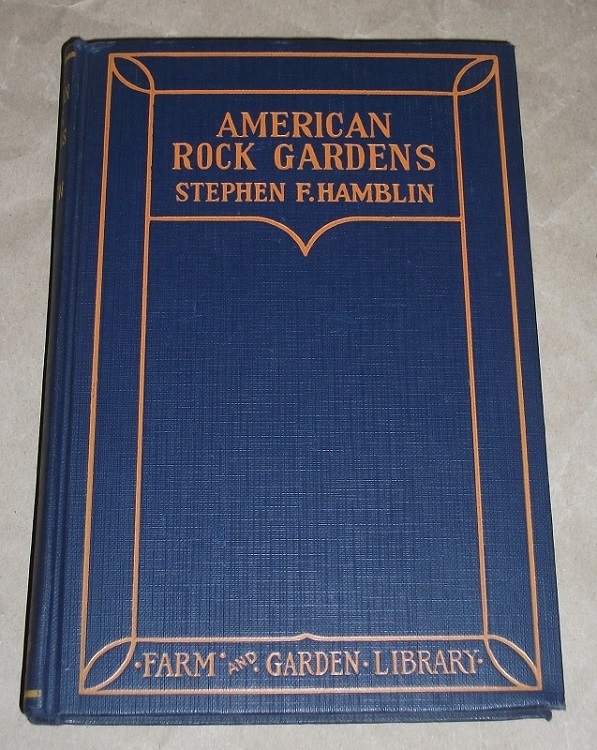 AMERICAN
ROCK GARDENS
STEPHEN F. HAMBLIN
·FARM·AND·GARDEN·LIBRARY·